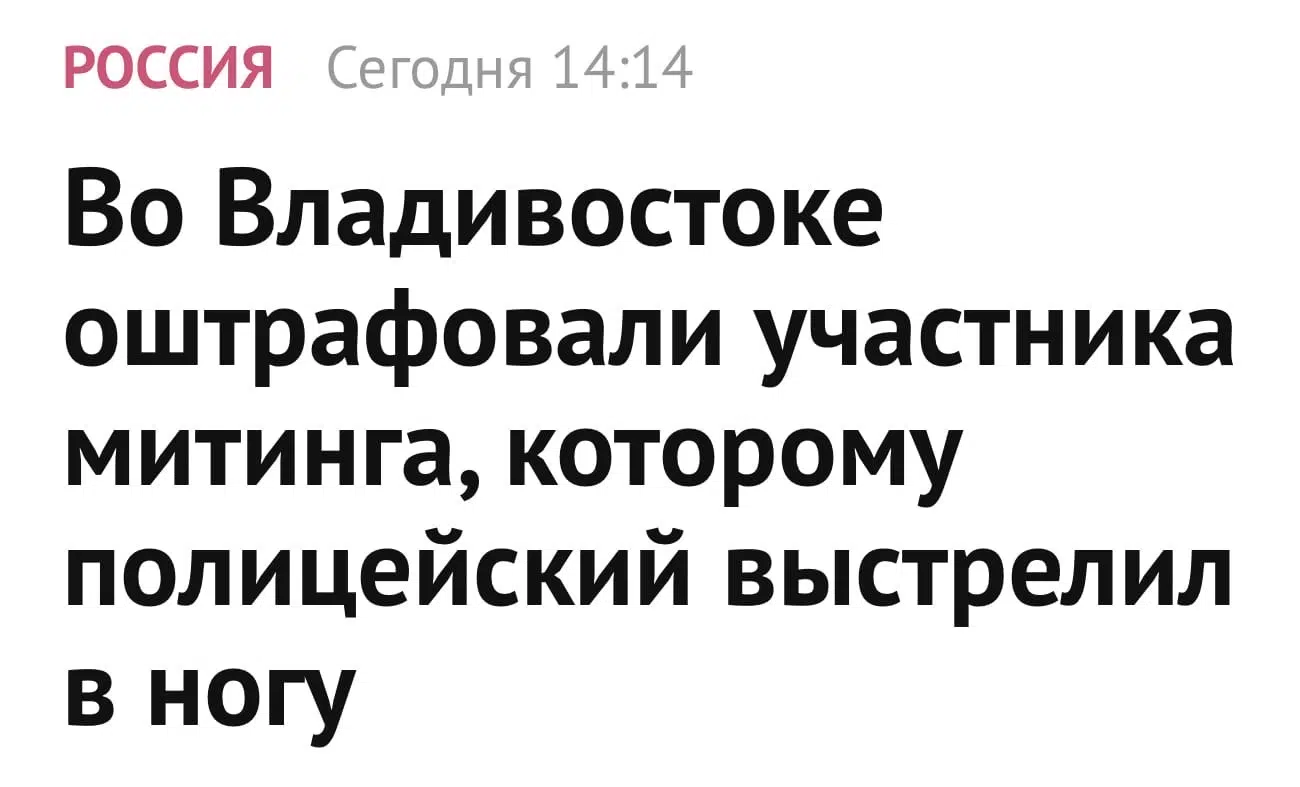 РОССИЯ Сегодня 14:14
Во Владивостоке
оштрафовали участника
митинга, которому
полицейский выстрелил
в ногу